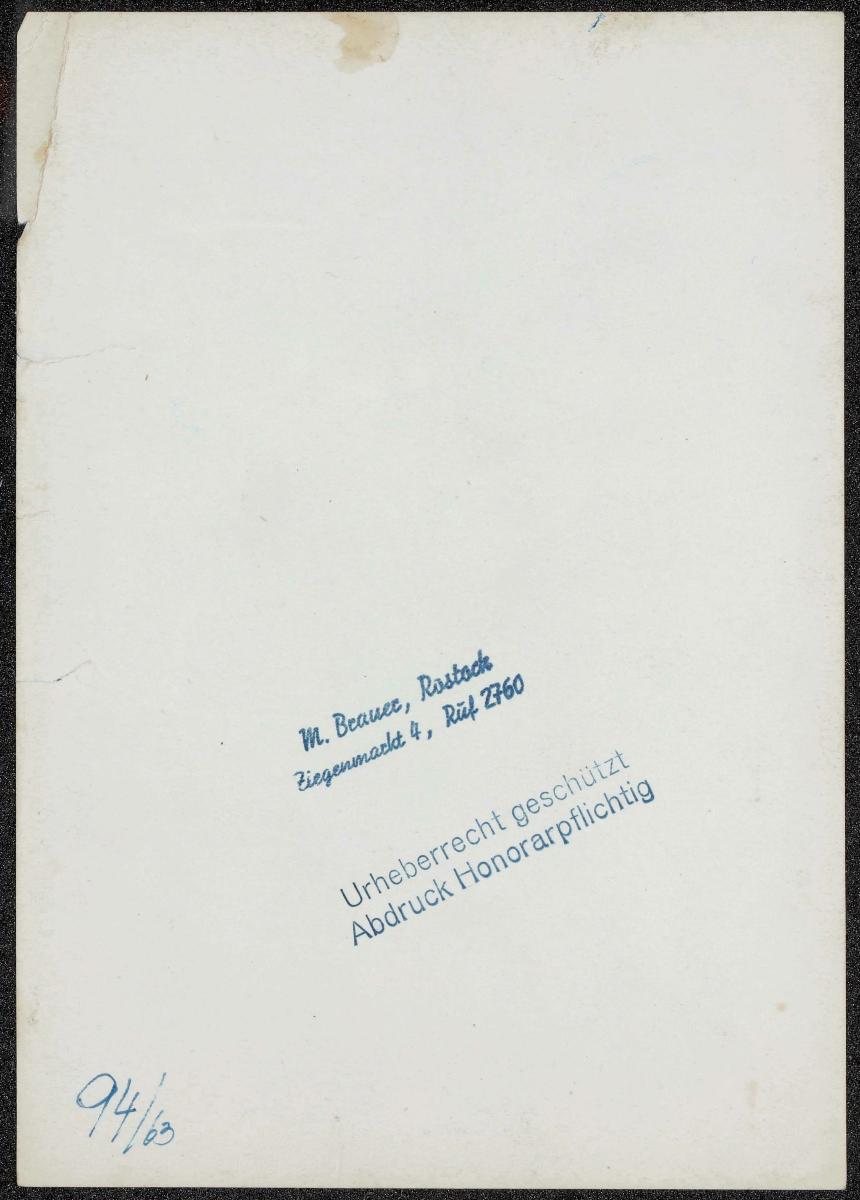 M. Brauer, Rostock
Ziegenmarkt 4, Ruf 2760
Urheberrecht geschützt
Abdruck Honorarpflichtig
94/63